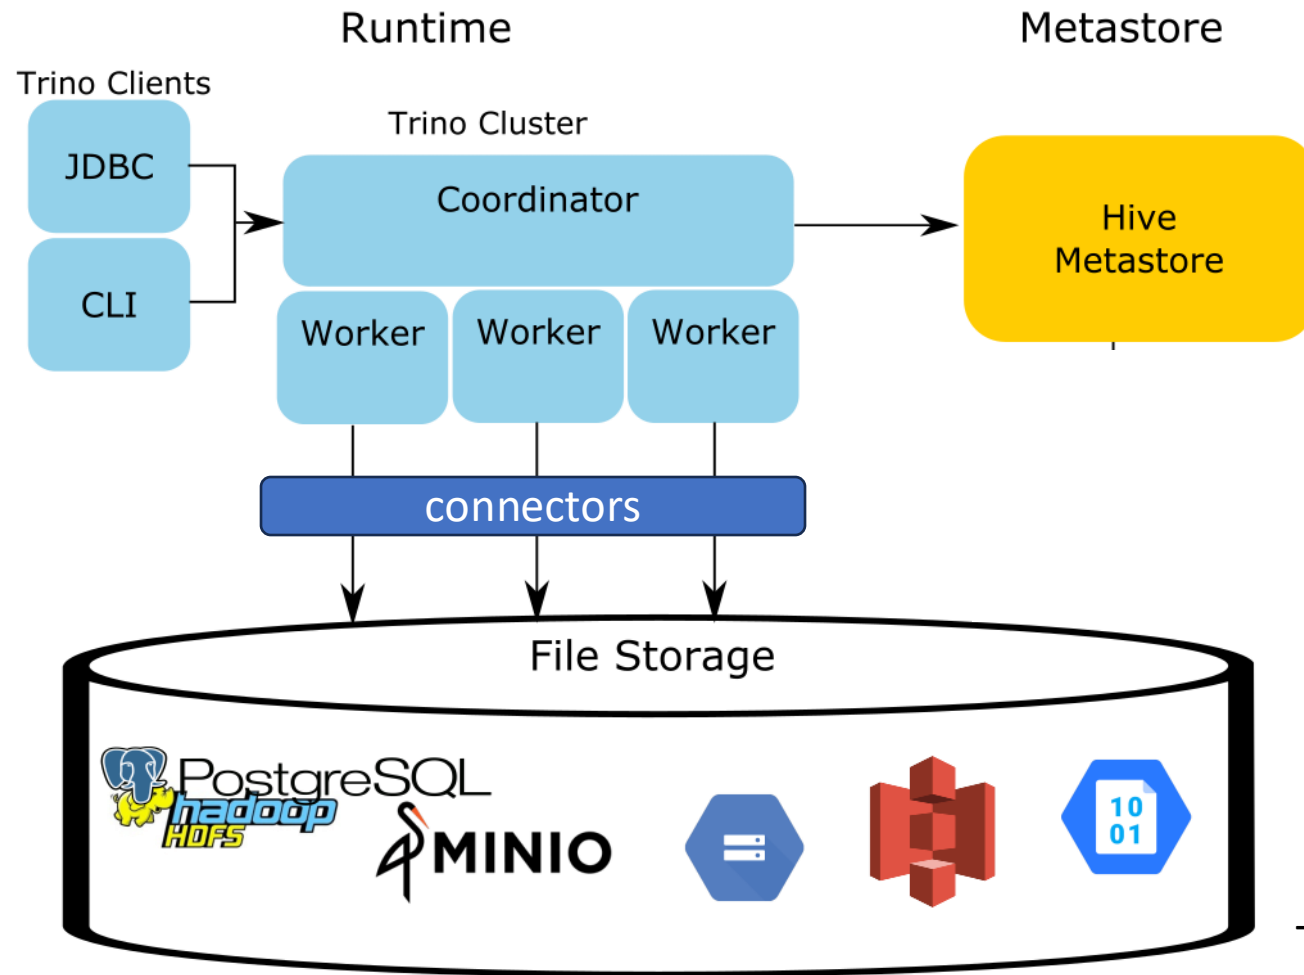 Runtime
Metastore
Trino Clients
Trino Cluster
JDBC
CLI
Coordinator
Worker
Worker
Worker
Hive
Metastore
connectors
File Storage
PostgreSQL
hadoop
HDFS
MINIO
10
01